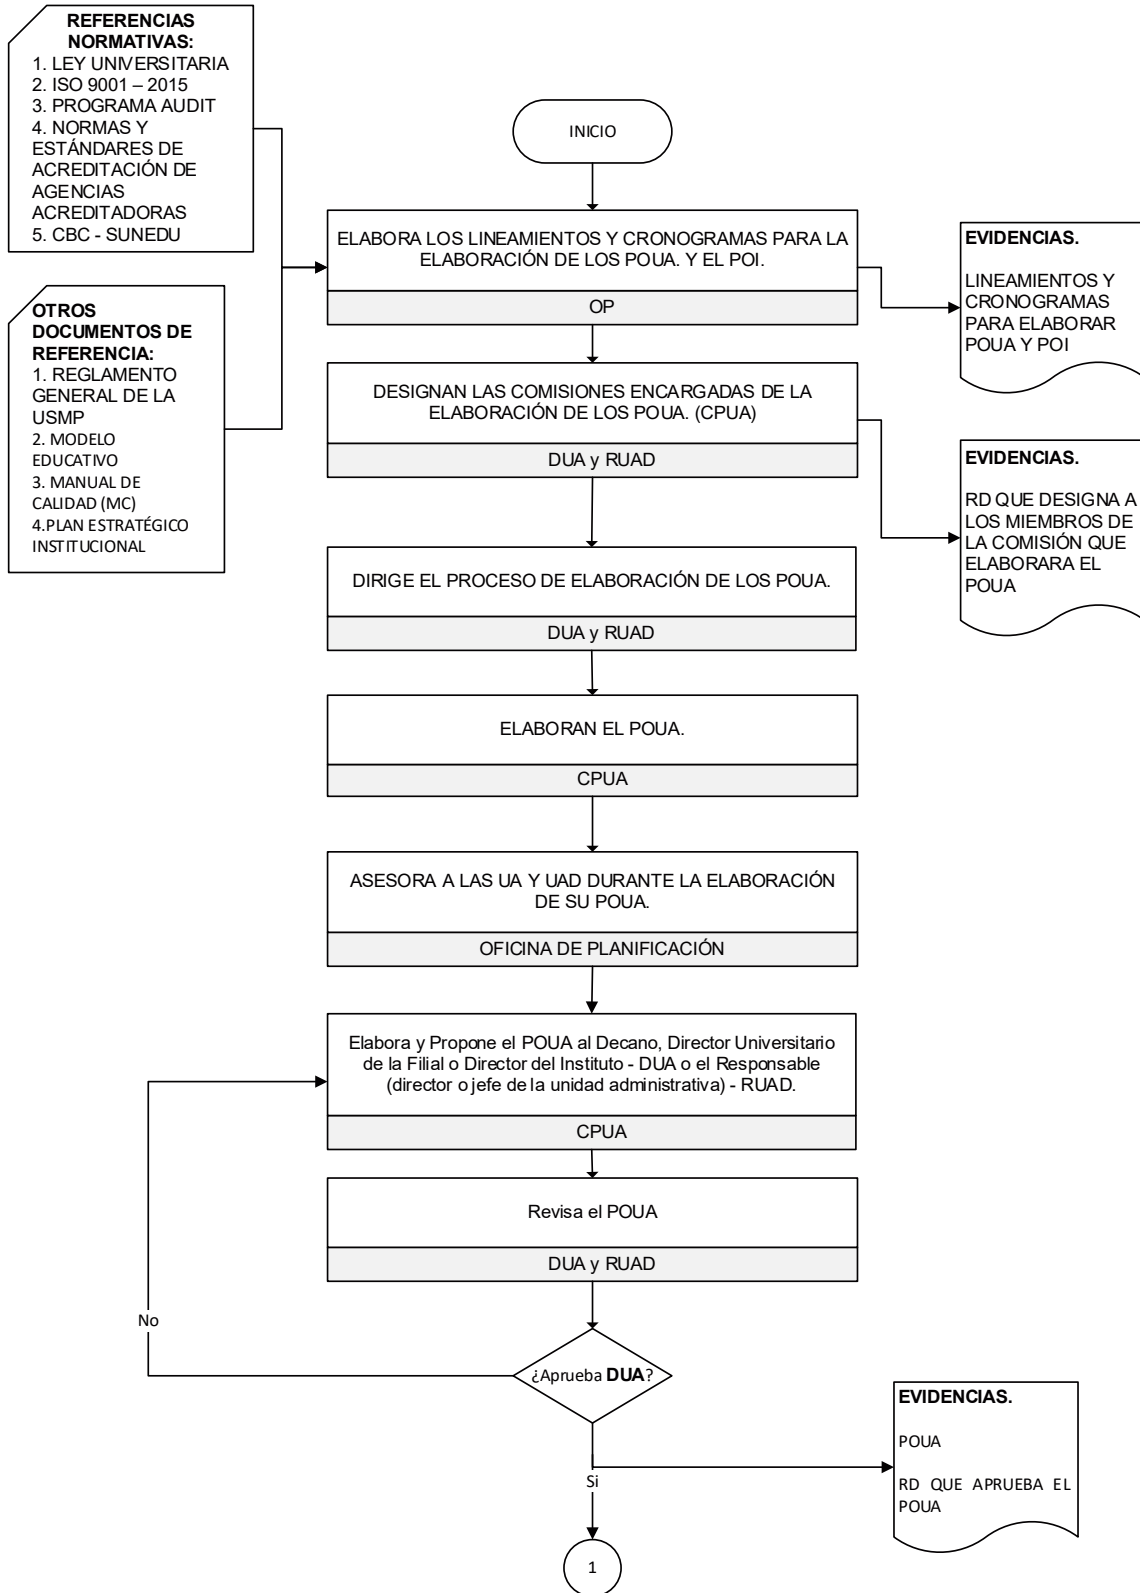 REFERENCIAS
NORMATIVAS:
1. LEY UNIVERSITARIA
2. ISO 9001 – 2015
3. PROGRAMA AUDIT
4. NORMAS Y
ESTÁNDARES DE
ACREDITACIÓN DE
AGENCIAS
ACREDITADORAS
5. CBC - SUNEDU
OTROS
DOCUMENTOS DE
REFERENCIA:
1. REGLAMENTO
GENERAL DE LA
USMP
2. MODELO
EDUCATIVO
3. MANUAL DE
CALIDAD (MC)
4.PLAN ESTRATÉGICO
INSTITUCIONAL
INICIO
ELABORA LOS LINEAMIENTOS Y CRONOGRAMAS PARA LA
ELABORACIÓN DE LOS POUA. Y EL POI.
OP
EVIDENCIAS.
LINEAMIENTOS Y
CRONOGRAMAS
PARA ELABORAR
POUA Y POI
DESIGNAN LAS COMISIONES ENCARGADAS DE LA
ELABORACIÓN DE LOS POUA. (CPUA)
DUA y RUAD
EVIDENCIAS.
RD QUE DESIGNA A
LOS MIEMBROS DE
LA COMISIÓN QUE
ELABORARA EL
POUA
DIRIGE EL PROCESO DE ELABORACIÓN DE LOS POUA.
DUA y RUAD
ELABORAN EL POUA.
CPUA
ASESORA A LAS UA Y UAD DURANTE LA ELABORACIÓN
DE SU POUA.
OFICINA DE PLANIFICACIÓN
Elabora y Propone el POUA al Decano, Director Universitario
de la Filial o Director del Instituto - DUA o el Responsable
(director o jefe de la unidad administrativa) - RUAD.
CPUA
Revisa el POUA
DUA y RUAD
No
¿Aprueba DUA?
Si
EVIDENCIAS.
POUA
RD QUE APRUEBA EL
POUA
1